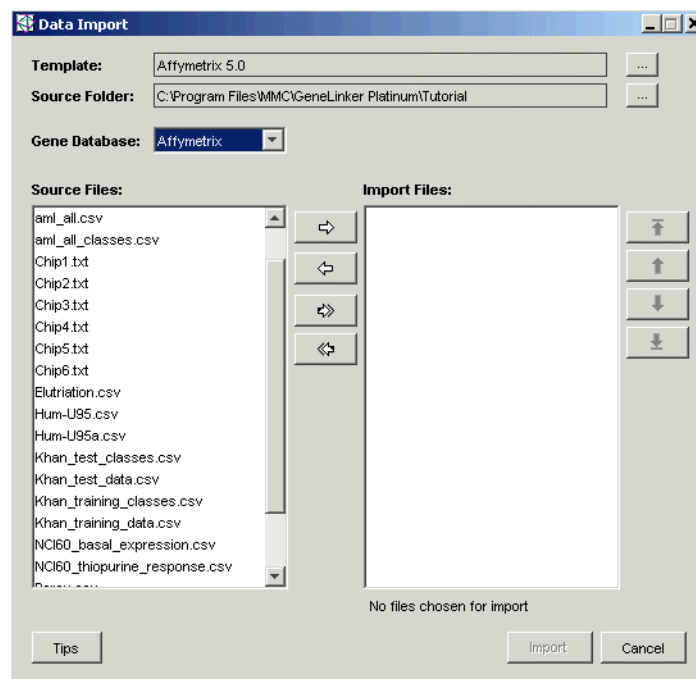 Data Import
Template: Affymetrix 5.0 ...
Source Folder: C:\Program Files\MMC\GeneLinker Platinum\Tutorial ...
Gene Database: Affymetrix
Source Files:
aml_all.csv
aml_all_classes.csv
Chip1.txt
Chip2.txt
Chip3.txt
Chip4.txt
Chip5.txt
Chip6.txt
Elutriation.csv
Hum-U95.csv
Hum-U95a.csv
Khan_test_classes.csv
Khan_test_data.csv
Khan_training_classes.csv
Khan_training_data.csv
NCI60_basal_expression.csv
NCI60_thiopurine_response.csv
Import Files:
No files chosen for import
Tips
Import
Cancel